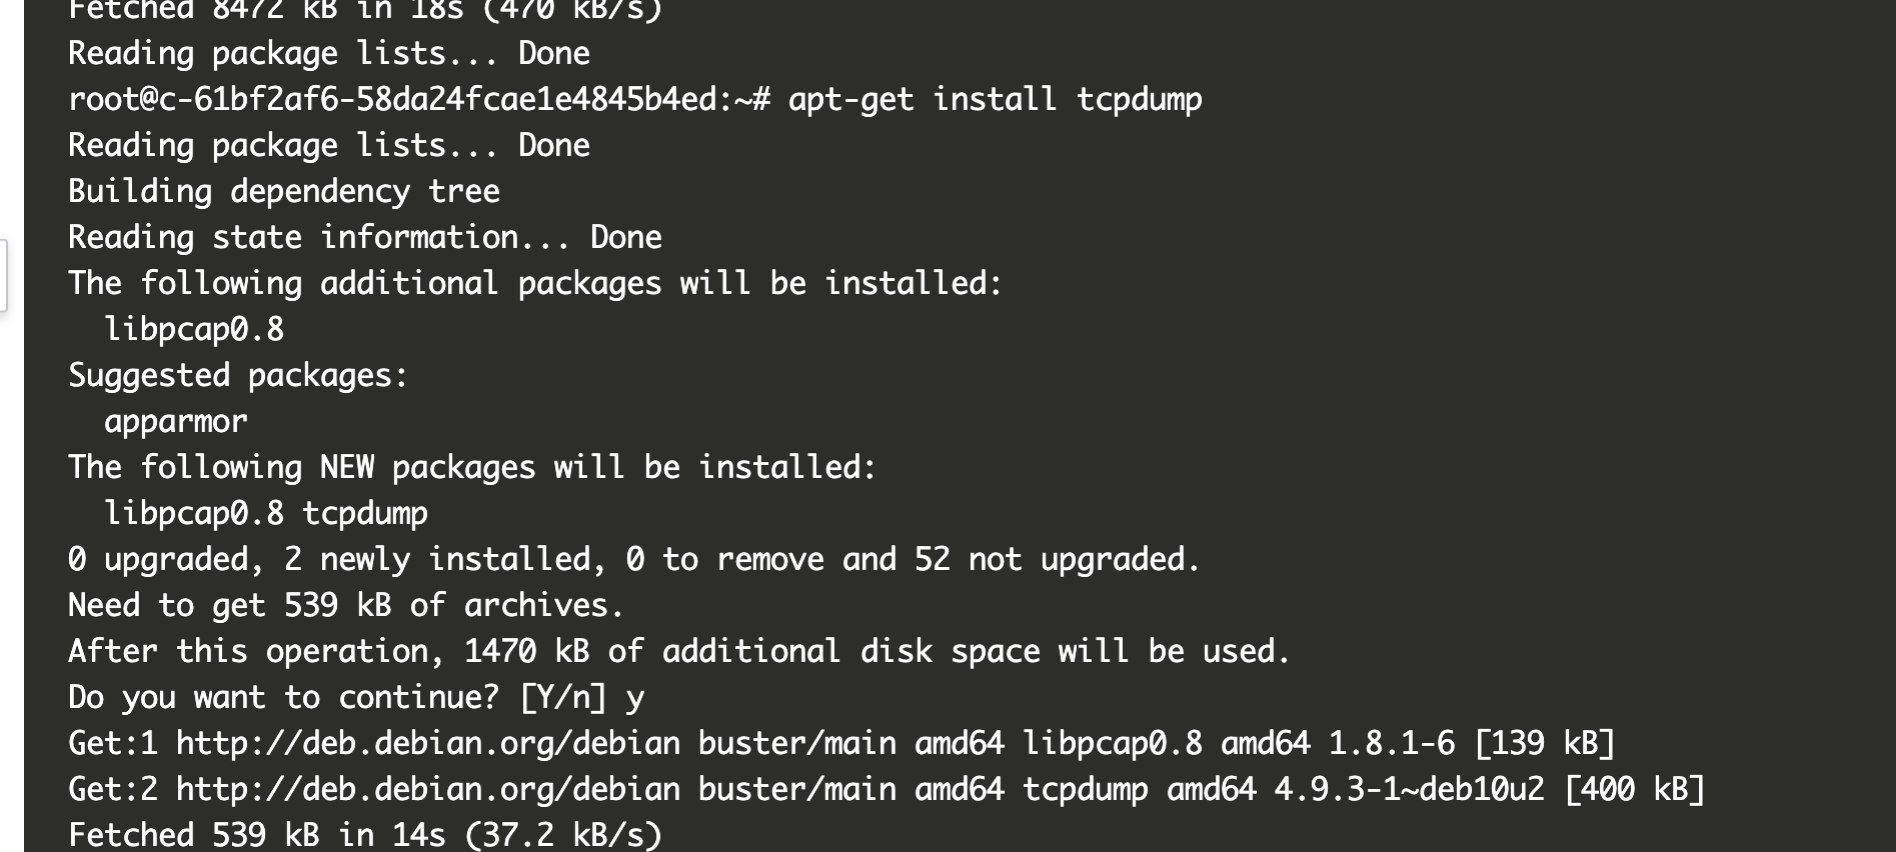 Fetched 8472 kB in 18s (470 kB/s)
Reading package lists... Done
root@c-61bf2af6-58da24fcae1e4845b4ed:~# apt-get install tcpdump
Reading package lists... Done
Building dependency tree
Reading state information... Done
The following additional packages will be installed:
  libpcap0.8
Suggested packages:
  apparmor
The following NEW packages will be installed:
  libpcap0.8 tcpdump
0 upgraded, 2 newly installed, 0 to remove and 52 not upgraded.
Need to get 539 kB of archives.
After this operation, 1470 kB of additional disk space will be used.
Do you want to continue? [Y/n] y
Get:1 http://deb.debian.org/debian buster/main amd64 libpcap0.8 amd64 1.8.1-6 [139 kB]
Get:2 http://deb.debian.org/debian buster/main amd64 tcpdump amd64 4.9.3-1~deb10u2 [400 kB]
Fetched 539 kB in 14s (37.2 kB/s)